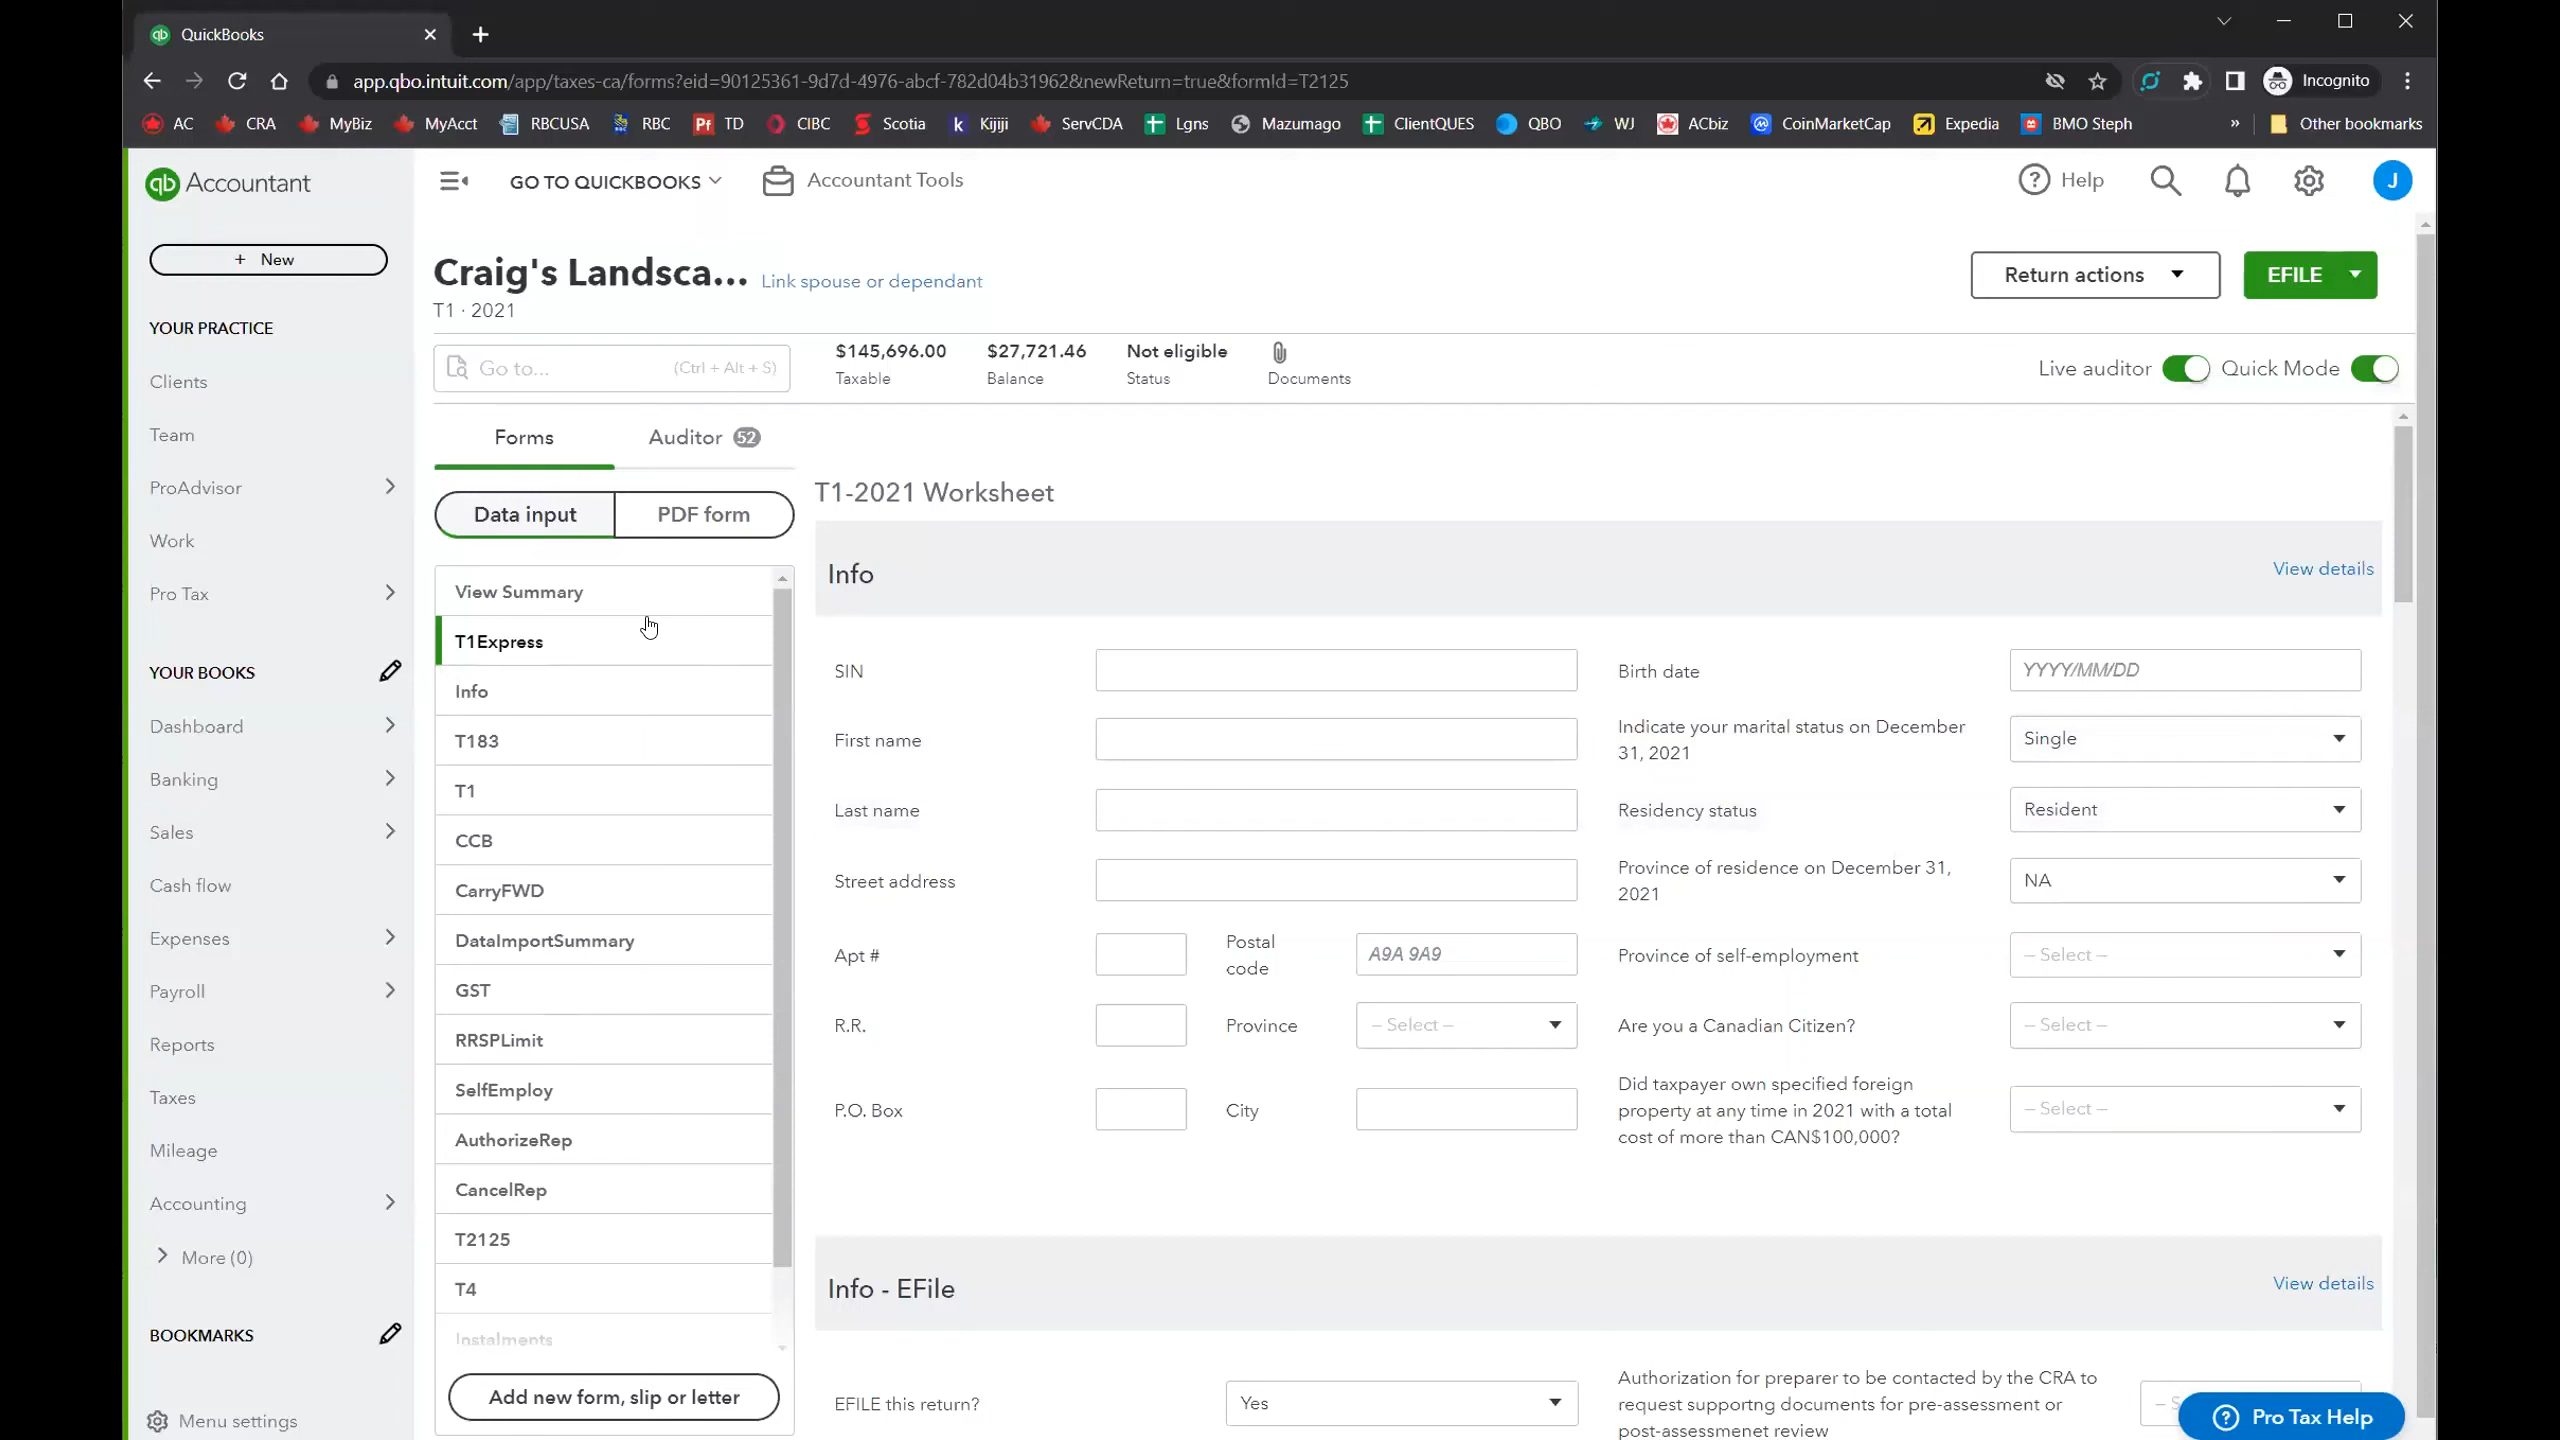 QuickBooks
app.qbo.intuit.com/app/taxes-ca/forms?eid=90125361-9d7d-4976-abcf-782d04b31962&newReturn=true&formId=T2125
Incognito
AC CRA MyBiz MyAcct RBCUSA RBC TD CIBC Scotia Kijiji ServCDA Lgns Mazumago ClientQUES QBO WJ ACbiz CoinMarketCap Expedia BMO Steph » Other bookmarks
qb Accountant
GO TO QUICKBOOKS
Accountant Tools
Help
J
+ New
YOUR PRACTICE
Clients
Team
ProAdvisor
Work
Pro Tax
YOUR BOOKS
Dashboard
Banking
Sales
Cash flow
Expenses
Payroll
Reports
Taxes
Mileage
Accounting
More (0)
BOOKMARKS
Menu settings
Craig's Landsca... Link spouse or dependant
T1 · 2021
Return actions
EFILE
Go to... (Ctrl + Alt + S)
$145,696.00 $27,721.46 Not eligible
Taxable Balance Status Documents
Live auditor Quick Mode
Forms Auditor 52
Data input PDF form
View Summary
T1Express
Info
T183
T1
CCB
CarryFWD
DataImportSummary
GST
RRSPLimit
SelfEmploy
AuthorizeRep
CancelRep
T2125
T4
Instalments
Add new form, slip or letter
T1-2021 Worksheet
Info View details
SIN
Birth date YYYY/MM/DD
First name
Indicate your marital status on December
31, 2021
Single
Last name
Residency status Resident
Street address
Province of residence on December 31,
2021
NA
Apt #
Postal
code
A9A 9A9
Province of self-employment – Select –
R.R. Province – Select –
Are you a Canadian Citizen? – Select –
P.O. Box City
Did taxpayer own specified foreign
property at any time in 2021 with a total
cost of more than CAN$100,000?
– Select –
Info - EFile View details
EFILE this return? Yes
Authorization for preparer to be contacted by the CRA to
request supportng documents for pre-assessment or
post-assessmenet review
Pro Tax Help